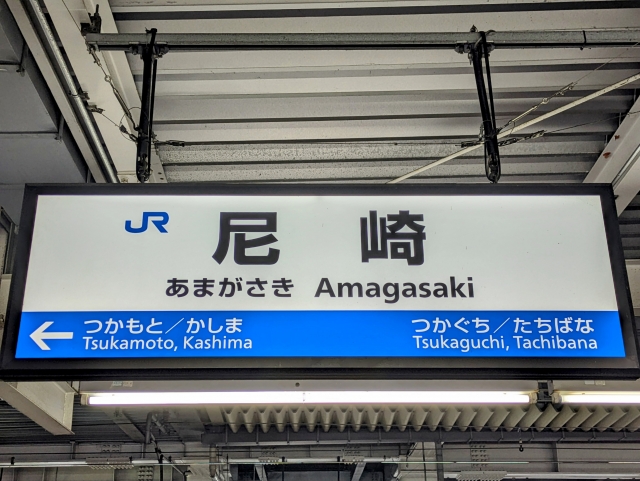 JR 尼崎
あまがさき Amagasaki
← つかもと／かしま つかぐち／たちばな
Tsukamoto, Kashima Tsukaguchi, Tachibana